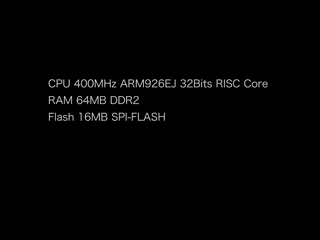 CPU 400MHz ARM926EJ 32Bits RISC Core
RAM 64MB DDR2
Flash 16MB SPI-FLASH